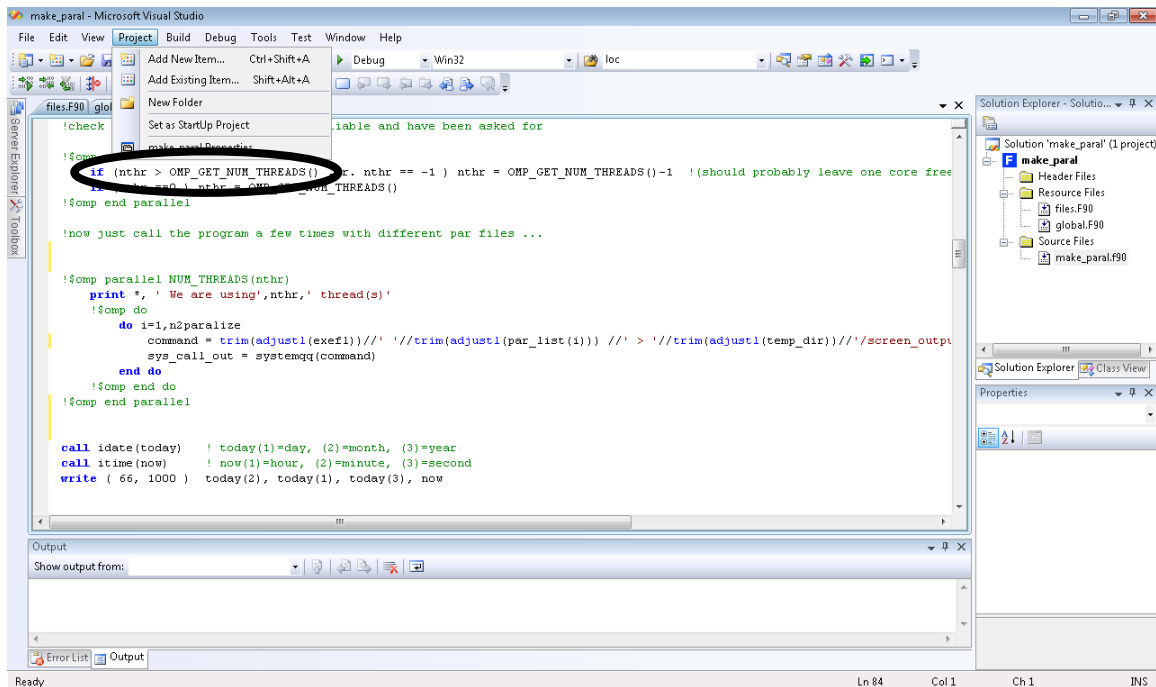 make_paral - Microsoft Visual Studio
File Edit View Project Build Debug Tools Test Window Help
Add New Item... Ctrl+Shift+A
Debug Win32 loc
Add Existing Item... Shift+Alt+A
New Folder
Set as StartUp Project
make_paral Properties
files.F90 glo
Server Explorer
Toolbox
!check iable and have been asked for
!$omp
if (nthr > OMP_GET_NUM_THREADS() r. nthr == -1 ) nthr = OMP_GET_NUM_THREADS()-1 !(should probably leave one core free
if nthr ==0 ) nthr = OMP_GET_NUM_THREADS()
!$omp end parallel
!now just call the program a few times with different par files ...
!$omp parallel NUM_THREADS(nthr)
print *, ' We are using',nthr,' thread(s)'
!$omp do
do i=1,n2paralize
command = trim(adjustl(exefl))//' '//trim(adjustl(par_list(i))) //' > '//trim(adjustl(temp_dir))//'/screen_outpu
sys_call_out = systemqq(command)
end do
!$omp end do
!$omp end parallel
call idate(today) ! today(1)=day, (2)=month, (3)=year
call itime(now) ! now(1)=hour, (2)=minute, (3)=second
write ( 66, 1000 ) today(2), today(1), today(3), now
Solution Explorer - Solutio...
Solution 'make_paral' (1 project)
make_paral
Header Files
Resource Files
files.F90
global.F90
Source Files
make_paral.f90
Solution Explorer Class View
Properties
Output
Show output from:
Error List Output
Ready Ln 84 Col 1 Ch 1 INS